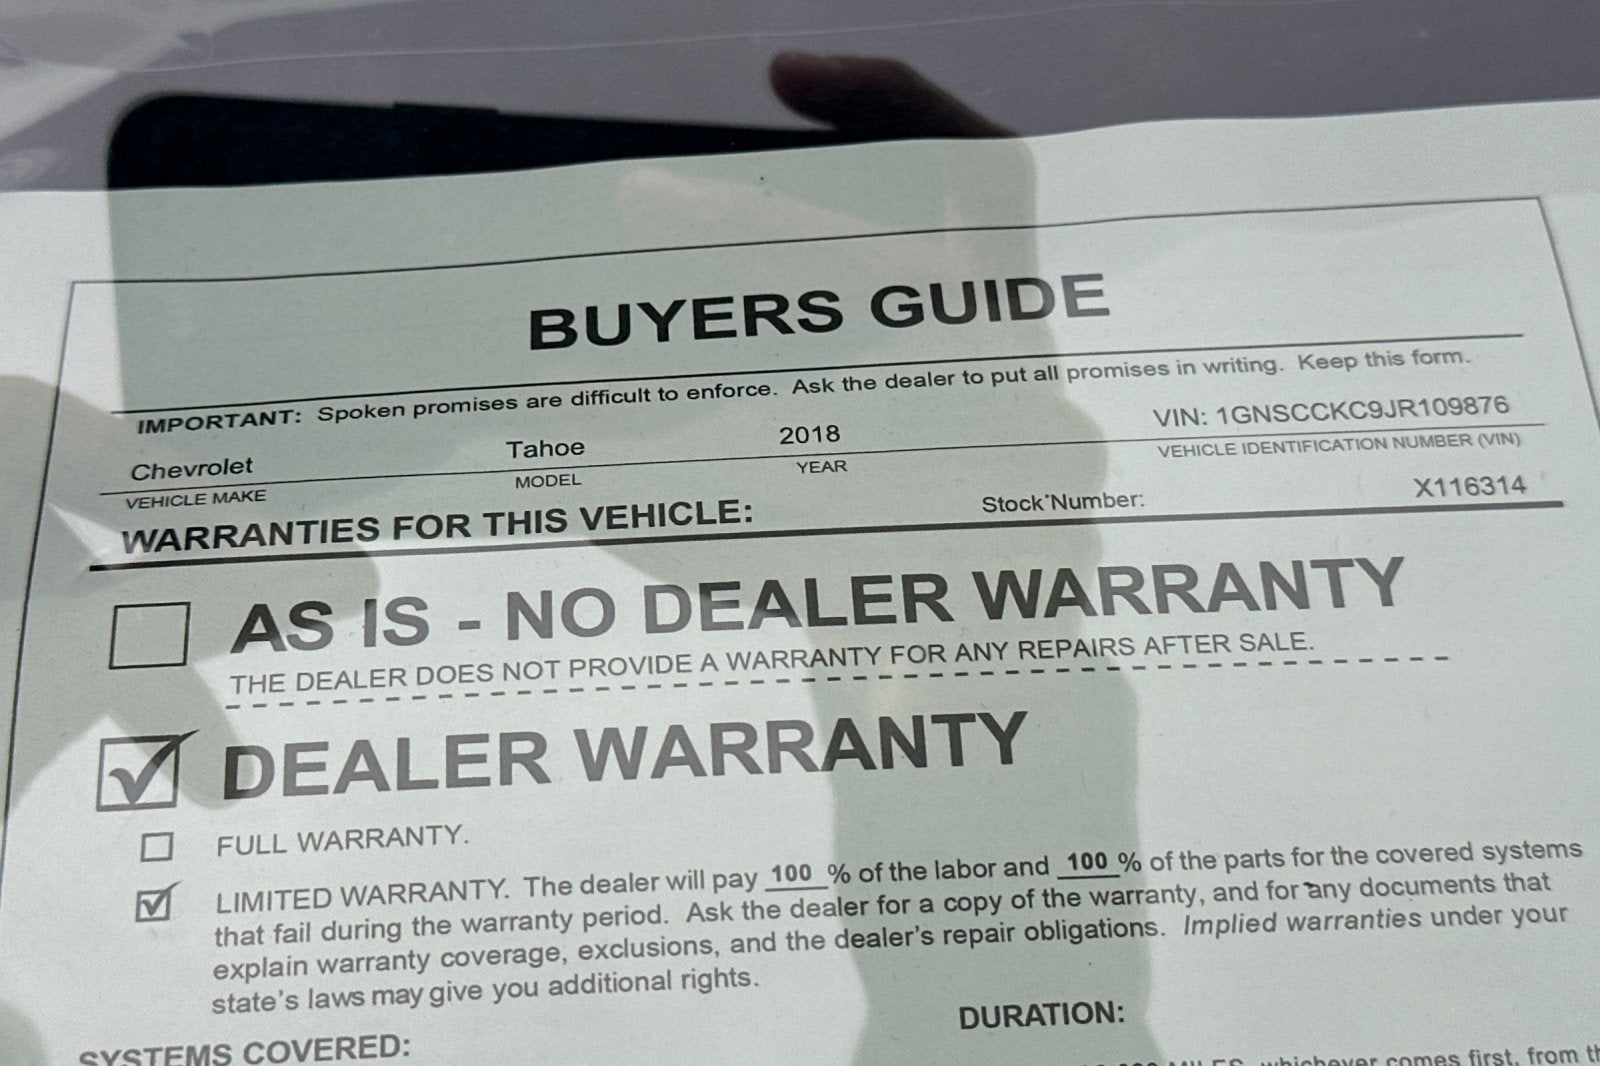 BUYERS GUIDE
IMPORTANT: Spoken promises are difficult to enforce. Ask the dealer to put all promises in writing. Keep this form.
Chevrolet Tahoe 2018 VIN: 1GNSCCKC9JR109876
VEHICLE MAKE MODEL YEAR VEHICLE IDENTIFICATION NUMBER (VIN)
WARRANTIES FOR THIS VEHICLE: Stock Number: X116314
AS IS - NO DEALER WARRANTY
THE DEALER DOES NOT PROVIDE A WARRANTY FOR ANY REPAIRS AFTER SALE.
DEALER WARRANTY
FULL WARRANTY.
LIMITED WARRANTY. The dealer will pay 100 % of the labor and 100 % of the parts for the covered systems
that fail during the warranty period. Ask the dealer for a copy of the warranty, and for any documents that
explain warranty coverage, exclusions, and the dealer's repair obligations. Implied warranties under your
state's laws may give you additional rights.
SYSTEMS COVERED: DURATION:
MILES, whichever comes first, from